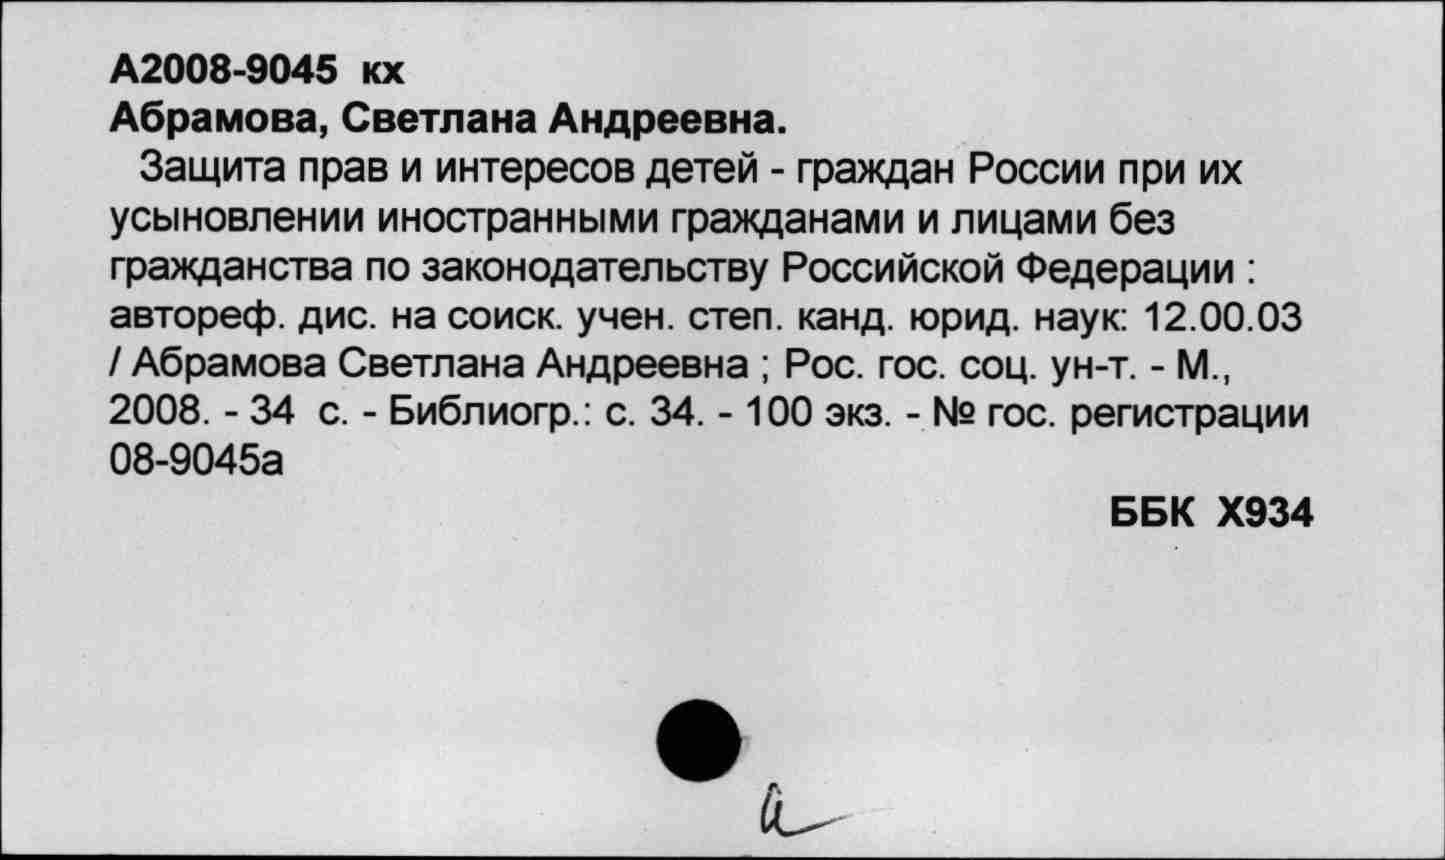 А2008-9045 кх
Абрамова, Светлана Андреевна.
Защита прав и интересов детей - граждан России при их
усыновлении иностранными гражданами и лицами без
гражданства по законодательству Российской Федерации :
автореф. дис. на соиск. учен. степ. канд. юрид. наук: 12.00.03
/ Абрамова Светлана Андреевна ; Рос. гос. соц. ун-т. - М.,
2008. - 34 с. - Библиогр.: с. 34. - 100 экз. - № гос. регистрации
08-9045а
ББК Х934